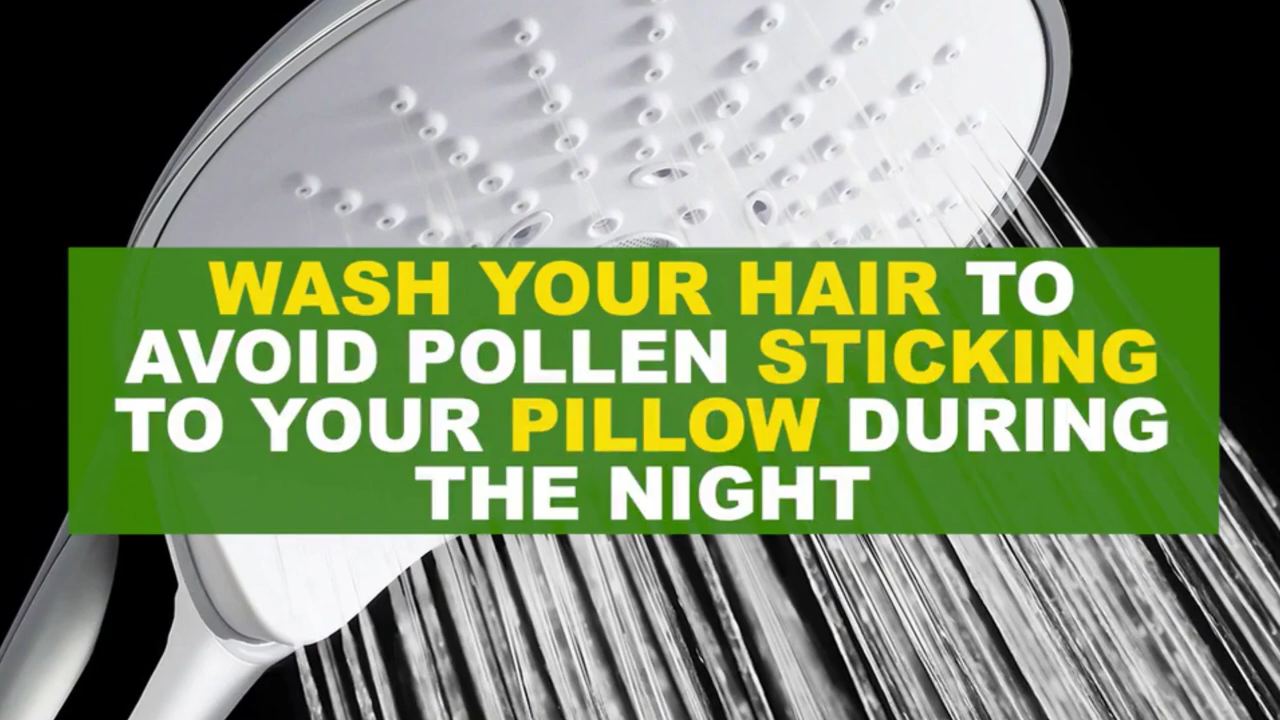 WASH YOUR HAIR TO
AVOID POLLEN STICKING
TO YOUR PILLOW DURING
THE NIGHT